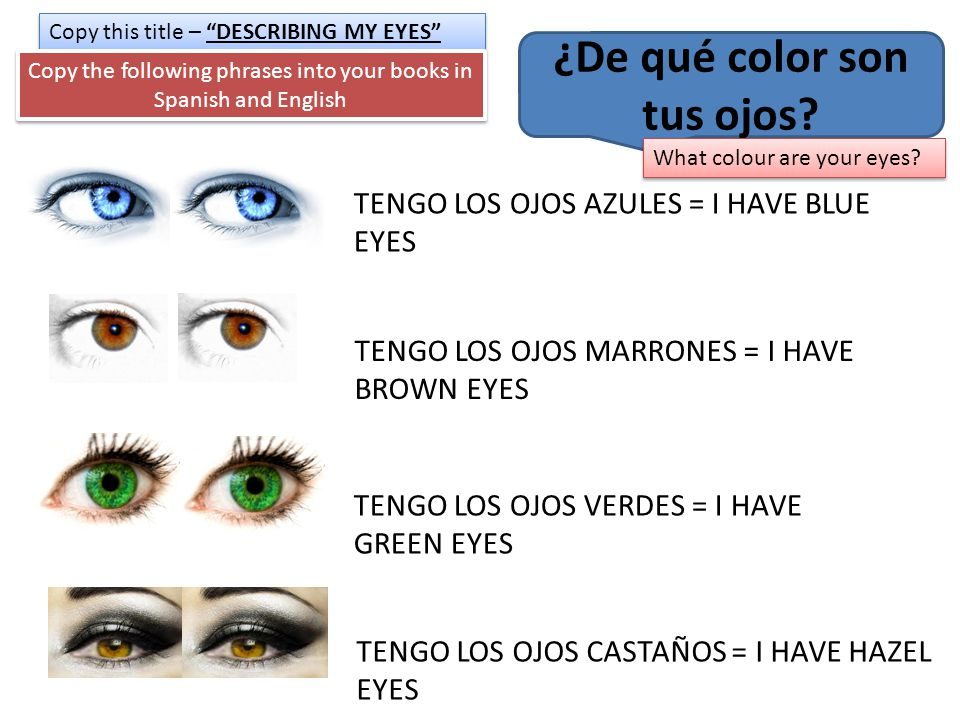 Copy this title – “DESCRIBING MY EYES”
Copy the following phrases into your books in
Spanish and English
¿De qué color son
tus ojos?
What colour are your eyes?
TENGO LOS OJOS AZULES = I HAVE BLUE
EYES
TENGO LOS OJOS MARRONES = I HAVE
BROWN EYES
TENGO LOS OJOS VERDES = I HAVE
GREEN EYES
TENGO LOS OJOS CASTAÑOS = I HAVE HAZEL
EYES